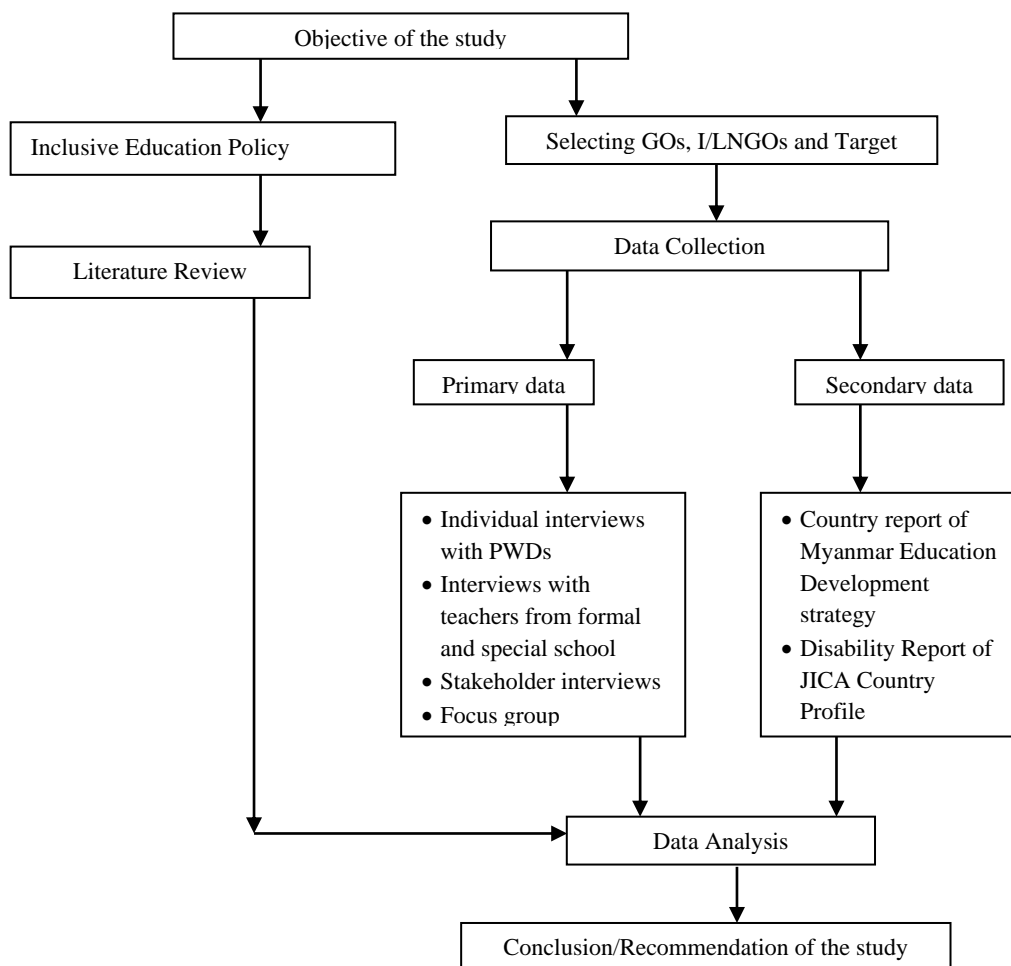 Objective of the study
Inclusive Education Policy
Selecting GOs, I/LNGOs and Target
Literature Review
Data Collection
Primary data
Secondary data
• Individual interviews
with PWDs
• Interviews with
teachers from formal
and special school
• Stakeholder interviews
• Focus group
• Country report of
Myanmar Education
Development
strategy
• Disability Report of
JICA Country
Profile
Data Analysis
Conclusion/Recommendation of the study